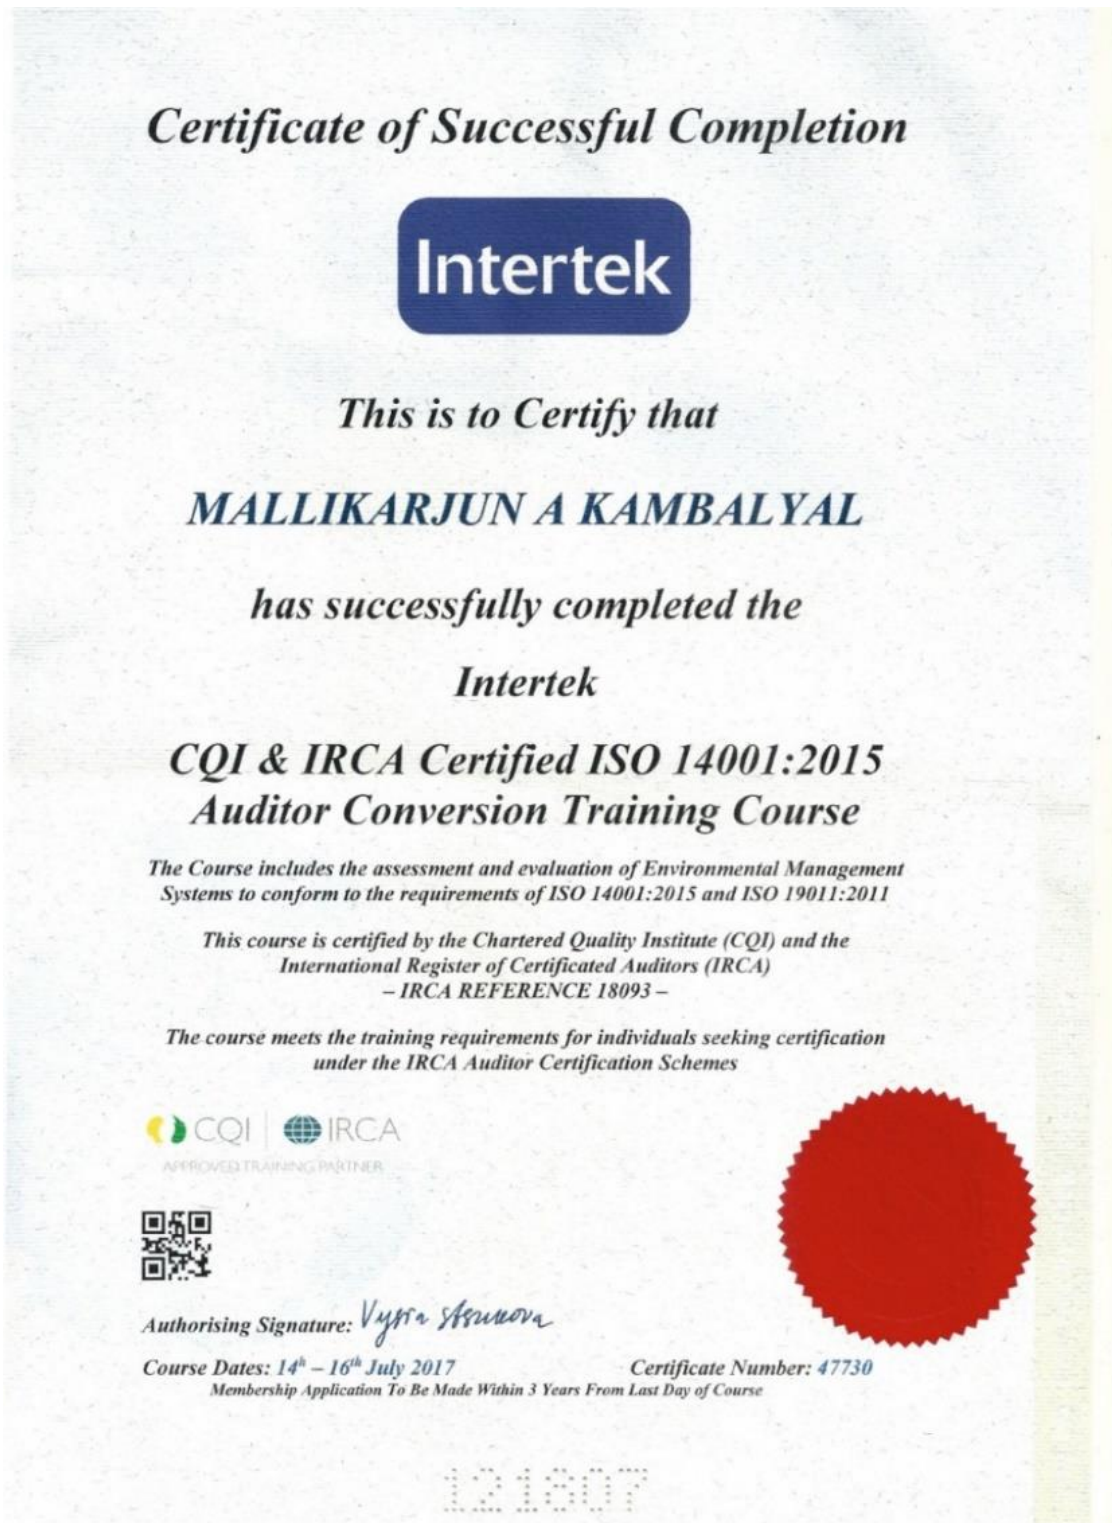 Certificate of Successful Completion
Intertek
This is to Certify that
MALLIKARJUN A KAMBALYAL
has successfully completed the
Intertek
CQI & IRCA Certified ISO 14001:2015
Auditor Conversion Training Course
The Course includes the assessment and evaluation of Environmental Management
Systems to conform to the requirements of ISO 14001:2015 and ISO 19011:2011
This course is certified by the Chartered Quality Institute (CQI) and the
International Register of Certificated Auditors (IRCA)
– IRCA REFERENCE 18093 –
The course meets the training requirements for individuals seeking certification
under the IRCA Auditor Certification Schemes
CQI IRCA
APPROVED TRAINING PARTNER
Authorising Signature:
Course Dates: 14h – 16th July 2017 Certificate Number: 47730
Membership Application To Be Made Within 3 Years From Last Day of Course
121807